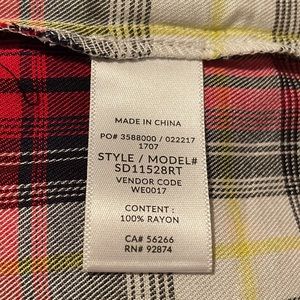 MADE IN CHINA
PO# 3588000 / 022217
1707
STYLE / MODEL#
SD11528RT
VENDOR CODE
WE0017
CONTENT :
100% RAYON
CA# 56266
RN# 92874